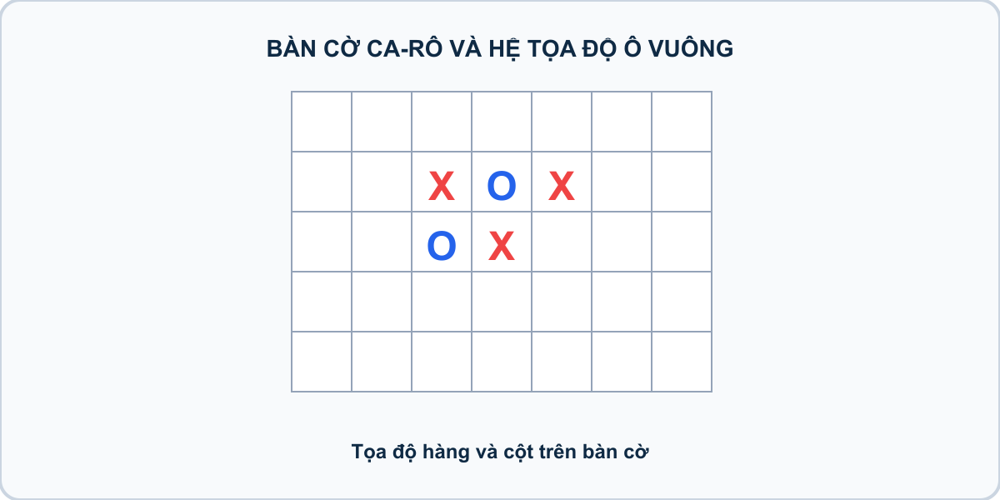 BÀN CỜ CA-RÔ VÀ HỆ TỌA ĐỘ Ô VUÔNG
X O X
O X
Tọa độ hàng và cột trên bàn cờ